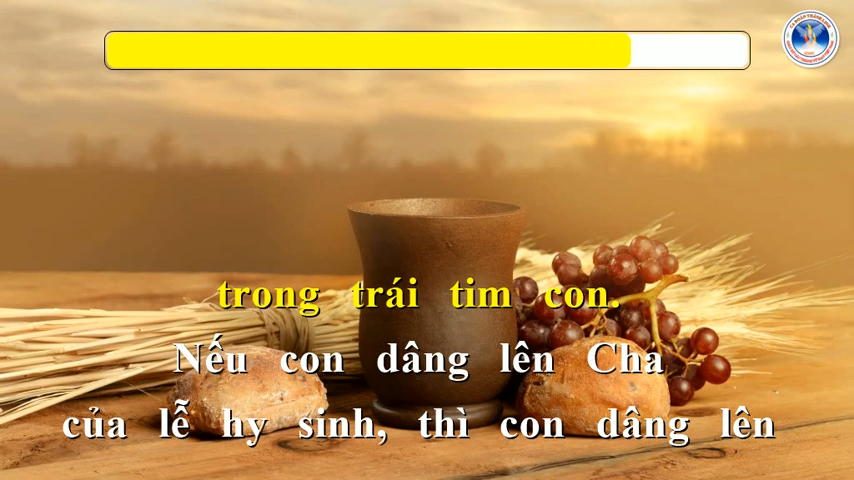 trong trái tim con.
Nếu con dâng lên Cha
của lễ hy sinh, thì con dâng lên